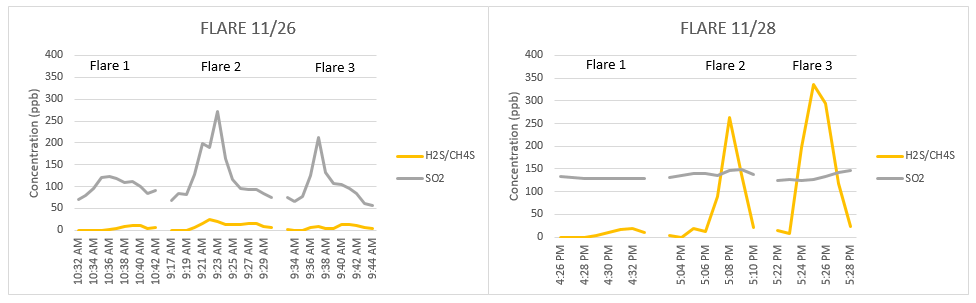 FLARE 11/26
Concentration (ppb)
400
350
300
250
200
150
100
50
0
Flare 1
Flare 2
Flare 3
10:32 AM
10:34 AM
10:36 AM
10:38 AM
10:40 AM
10:42 AM
9:17 AM
9:19 AM
9:21 AM
9:23 AM
9:25 AM
9:27 AM
9:29 AM
9:34 AM
9:36 AM
9:38 AM
9:40 AM
9:42 AM
9:44 AM
H2S/CH4S
SO2
FLARE 11/28
Concentration (ppb)
400
350
300
250
200
150
100
50
0
Flare 1
Flare 2
Flare 3
4:26 PM
4:28 PM
4:30 PM
4:32 PM
5:04 PM
5:06 PM
5:08 PM
5:10 PM
5:22 PM
5:24 PM
5:26 PM
5:28 PM
H2S/CH4S
SO2